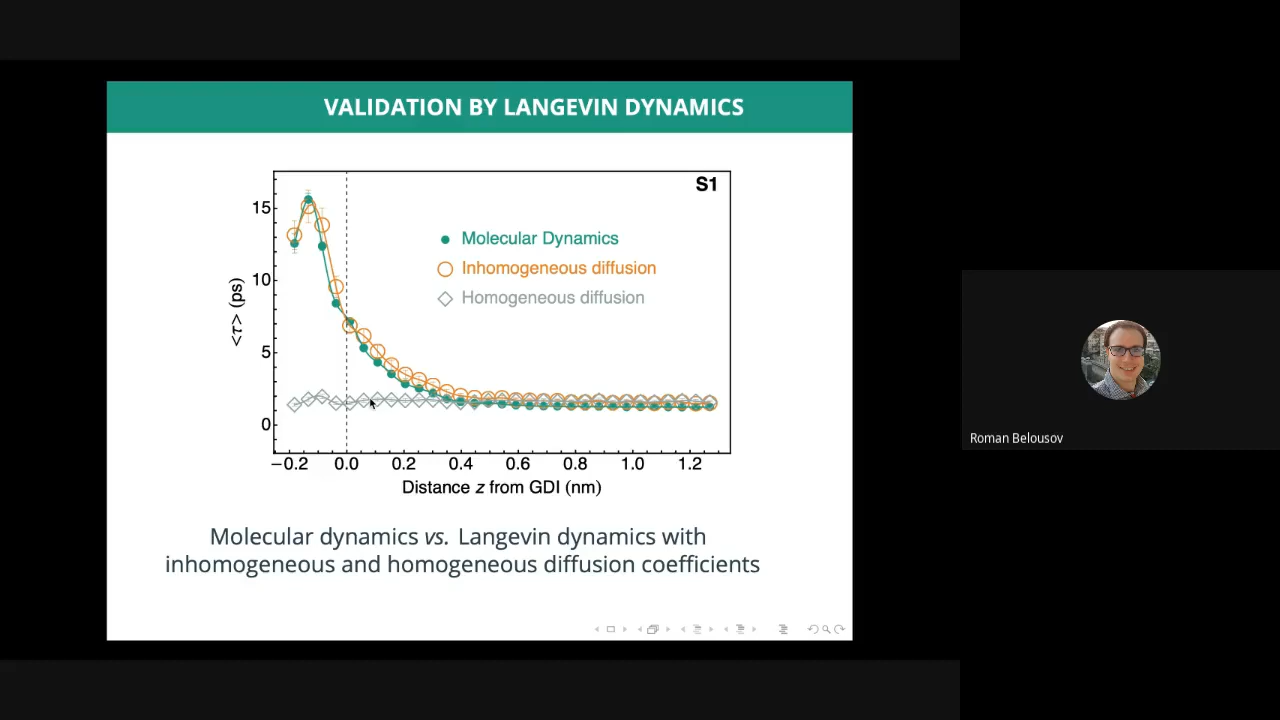 VALIDATION BY LANGEVIN DYNAMICS
S1
15
10
5
0
<τ> (ps)
Molecular Dynamics
Inhomogeneous diffusion
Homogeneous diffusion
−0.2 0.0 0.2 0.4 0.6 0.8 1.0 1.2
Distance z from GDI (nm)
Molecular dynamics vs. Langevin dynamics with
inhomogeneous and homogeneous diffusion coefficients
Roman Belousov